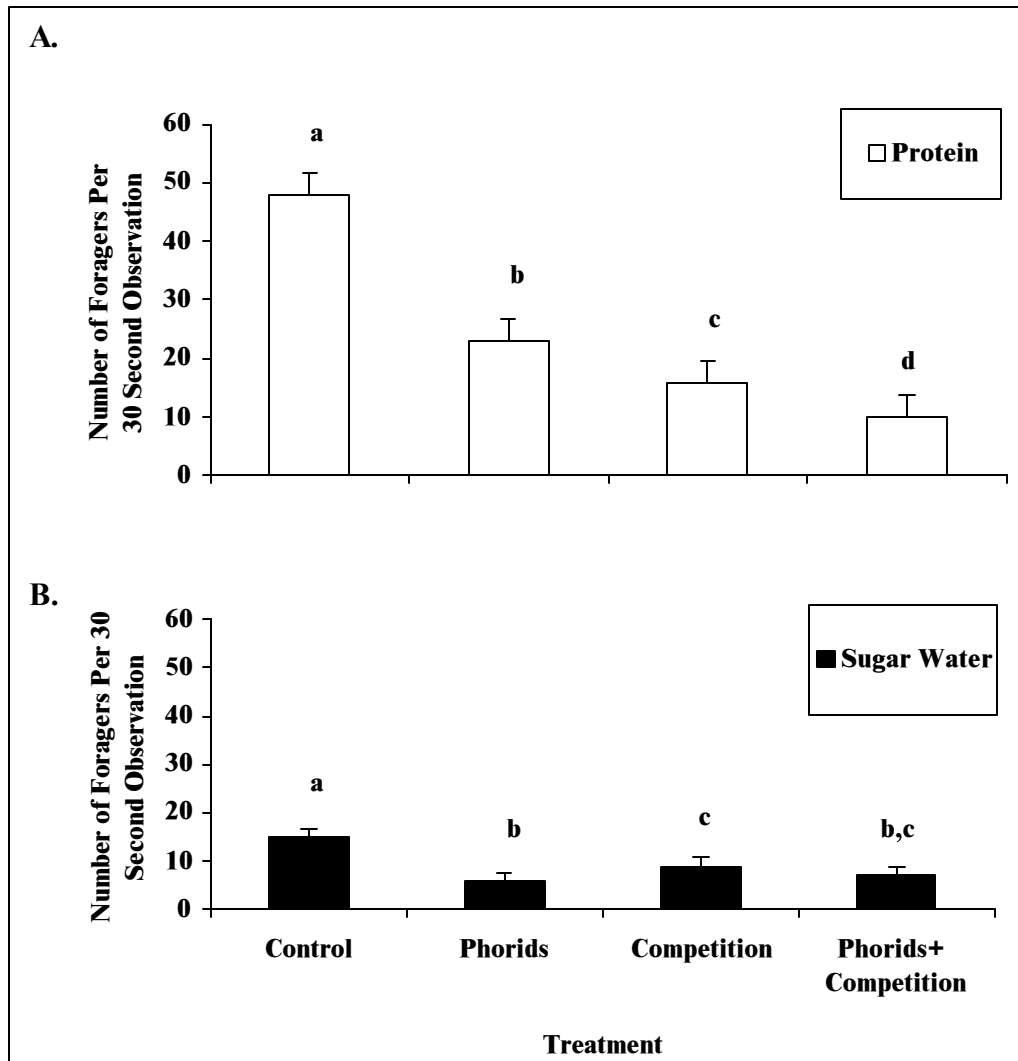 A.
Number of Foragers Per
30 Second Observation
60
50
40
30
20
10
0
a
b
c
d
Protein
B.
Number of Foragers Per 30
Second Observation
60
50
40
30
20
10
0
a
b
c
b,c
Sugar Water
Control
Phorids
Competition
Phorids+
Competition
Treatment